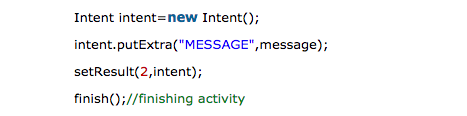 Intent intent=new Intent();
intent.putExtra("MESSAGE",message);
setResult(2,intent);
finish();//finishing activity